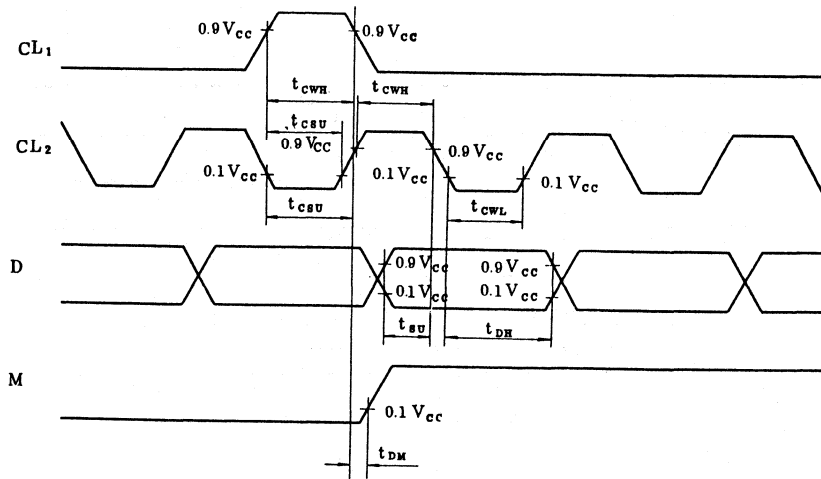 CL1
0.9 Vcc
0.9 Vcc
tCWH
tCWH
tCSU
0.9 Vcc
CL2
0.1 Vcc
0.1 Vcc
0.9 Vcc
0.1 Vcc
tCSU
tCWL
D
0.9 Vcc
0.1 Vcc
0.9 Vcc
0.1 Vcc
tSU
tDH
M
0.1 Vcc
tDM